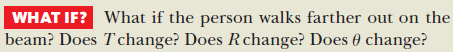 WHAT IF? What if the person walks farther out on the
beam? Does T change? Does R change? Does θ change?